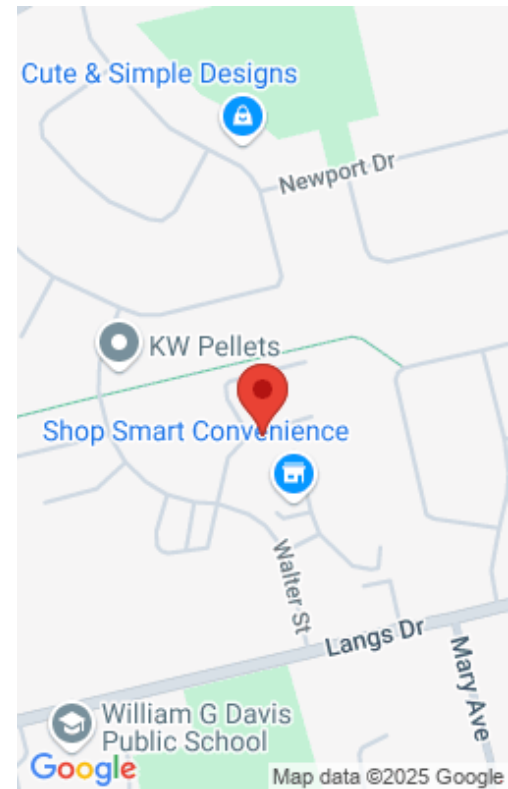 Cute & Simple Designs
Newport Dr
KW Pellets
Shop Smart Convenience
Walter St
Langs Dr
Mary Ave
William G Davis
Public School
Google
Map data ©2025 Google